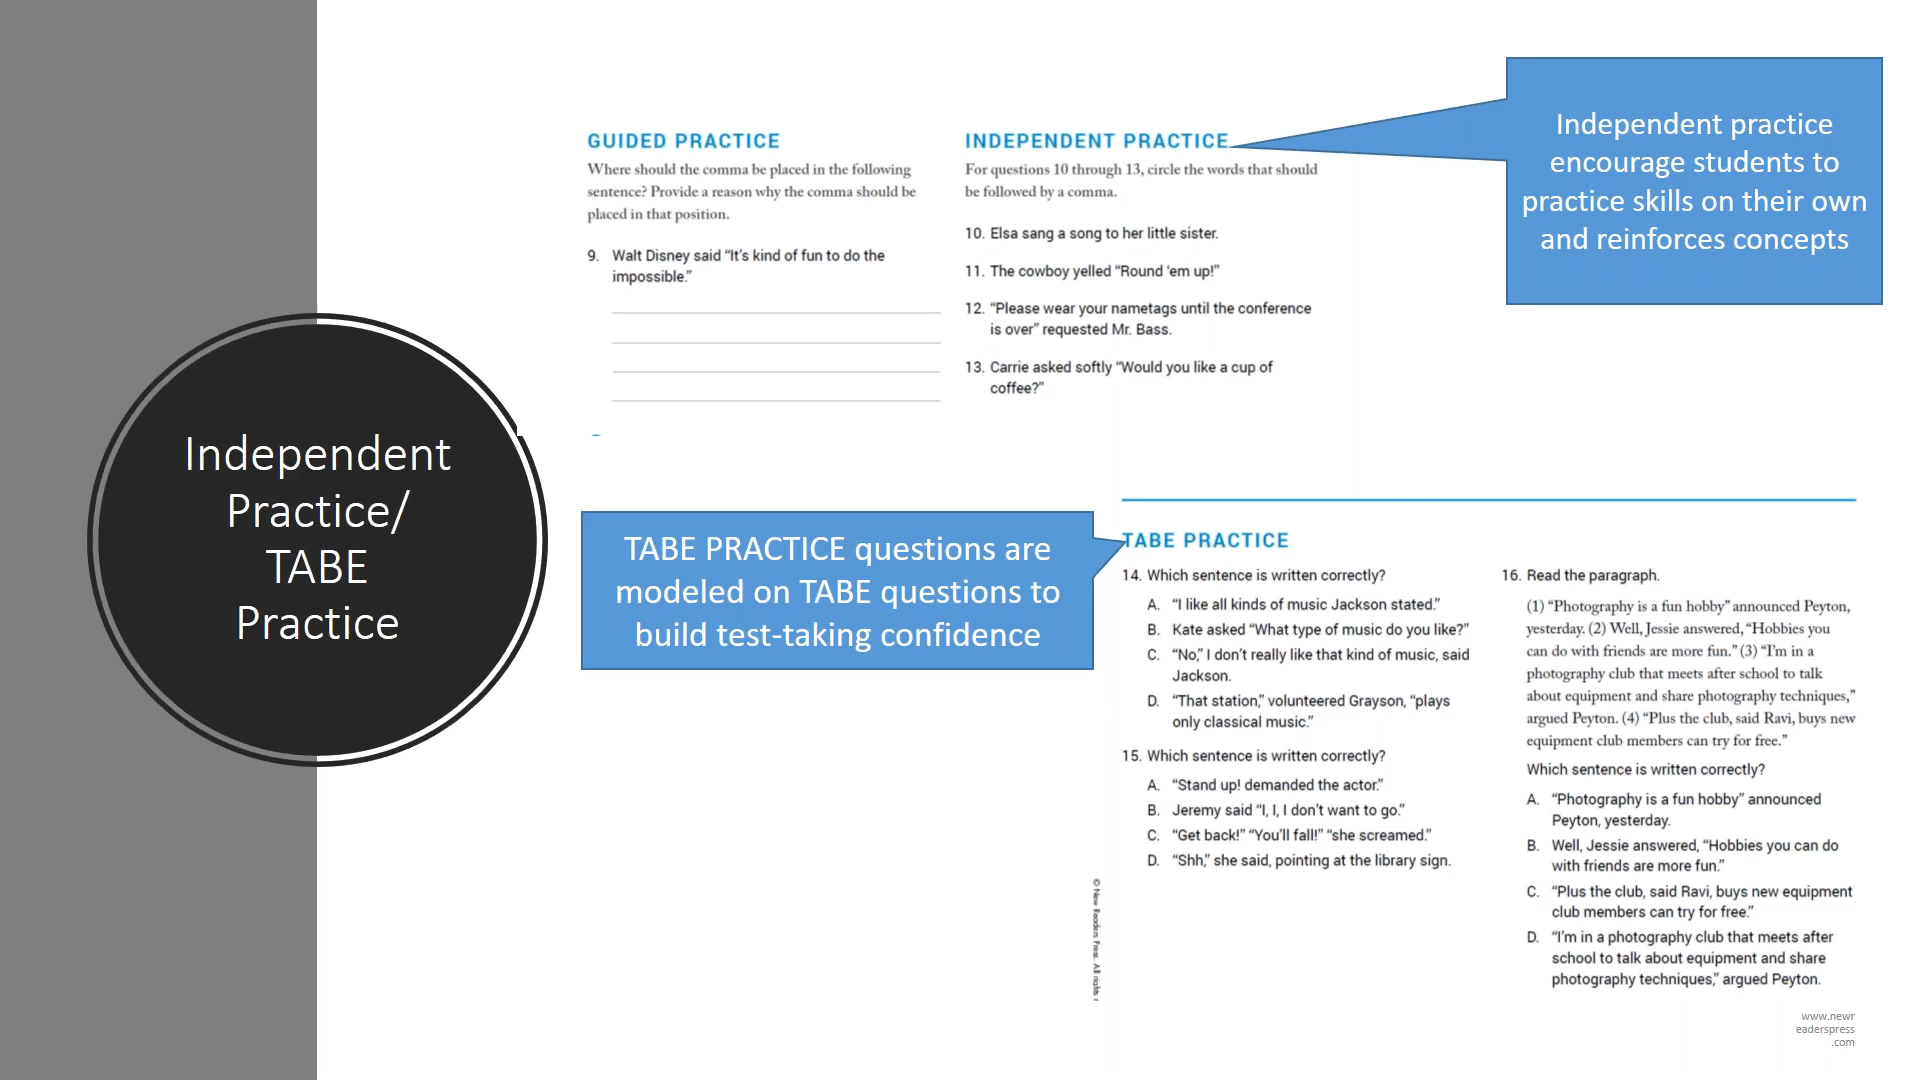 Independent
Practice/
TABE
Practice
GUIDED PRACTICE
Where should the comma be placed in the following
sentence? Provide a reason why the comma should be
placed in that position.
9. Walt Disney said “It’s kind of fun to do the
impossible.”
INDEPENDENT PRACTICE
For questions 10 through 13, circle the words that should
be followed by a comma.
10. Elsa sang a song to her little sister.
11. The cowboy yelled “Round ‘em up!”
12. “Please wear your nametags until the conference
is over” requested Mr. Bass.
13. Carrie asked softly “Would you like a cup of
coffee?”
Independent practice
encourage students to
practice skills on their own
and reinforces concepts
TABE PRACTICE questions are
modeled on TABE questions to
build test-taking confidence
TABE PRACTICE
14. Which sentence is written correctly?
A. “I like all kinds of music Jackson stated.”
B. Kate asked “What type of music do you like?”
C. “No,” I don’t really like that kind of music, said
Jackson.
D. “That station,” volunteered Grayson, “plays
only classical music.”
15. Which sentence is written correctly?
A. “Stand up! demanded the actor.”
B. Jeremy said “I, I, I don’t want to go.”
C. “Get back!” “You’ll fall!” “she screamed.”
D. “Shh,” she said, pointing at the library sign.
16. Read the paragraph.
(1) “Photography is a fun hobby” announced Peyton,
yesterday. (2) Well, Jessie answered, “Hobbies you
can do with friends are more fun.” (3) “I’m in a
photography club that meets after school to talk
about equipment and share photography techniques,”
argued Peyton. (4) “Plus the club, said Ravi, buys new
equipment club members can try for free.”
Which sentence is written correctly?
A. “Photography is a fun hobby” announced
Peyton, yesterday.
B. Well, Jessie answered, “Hobbies you can do
with friends are more fun.”
C. “Plus the club, said Ravi, buys new equipment
club members can try for free.”
D. “I’m in a photography club that meets after
school to talk about equipment and share
photography techniques,” argued Peyton.
© New Readers Press. All rights
www.newr
eaderspress
.com